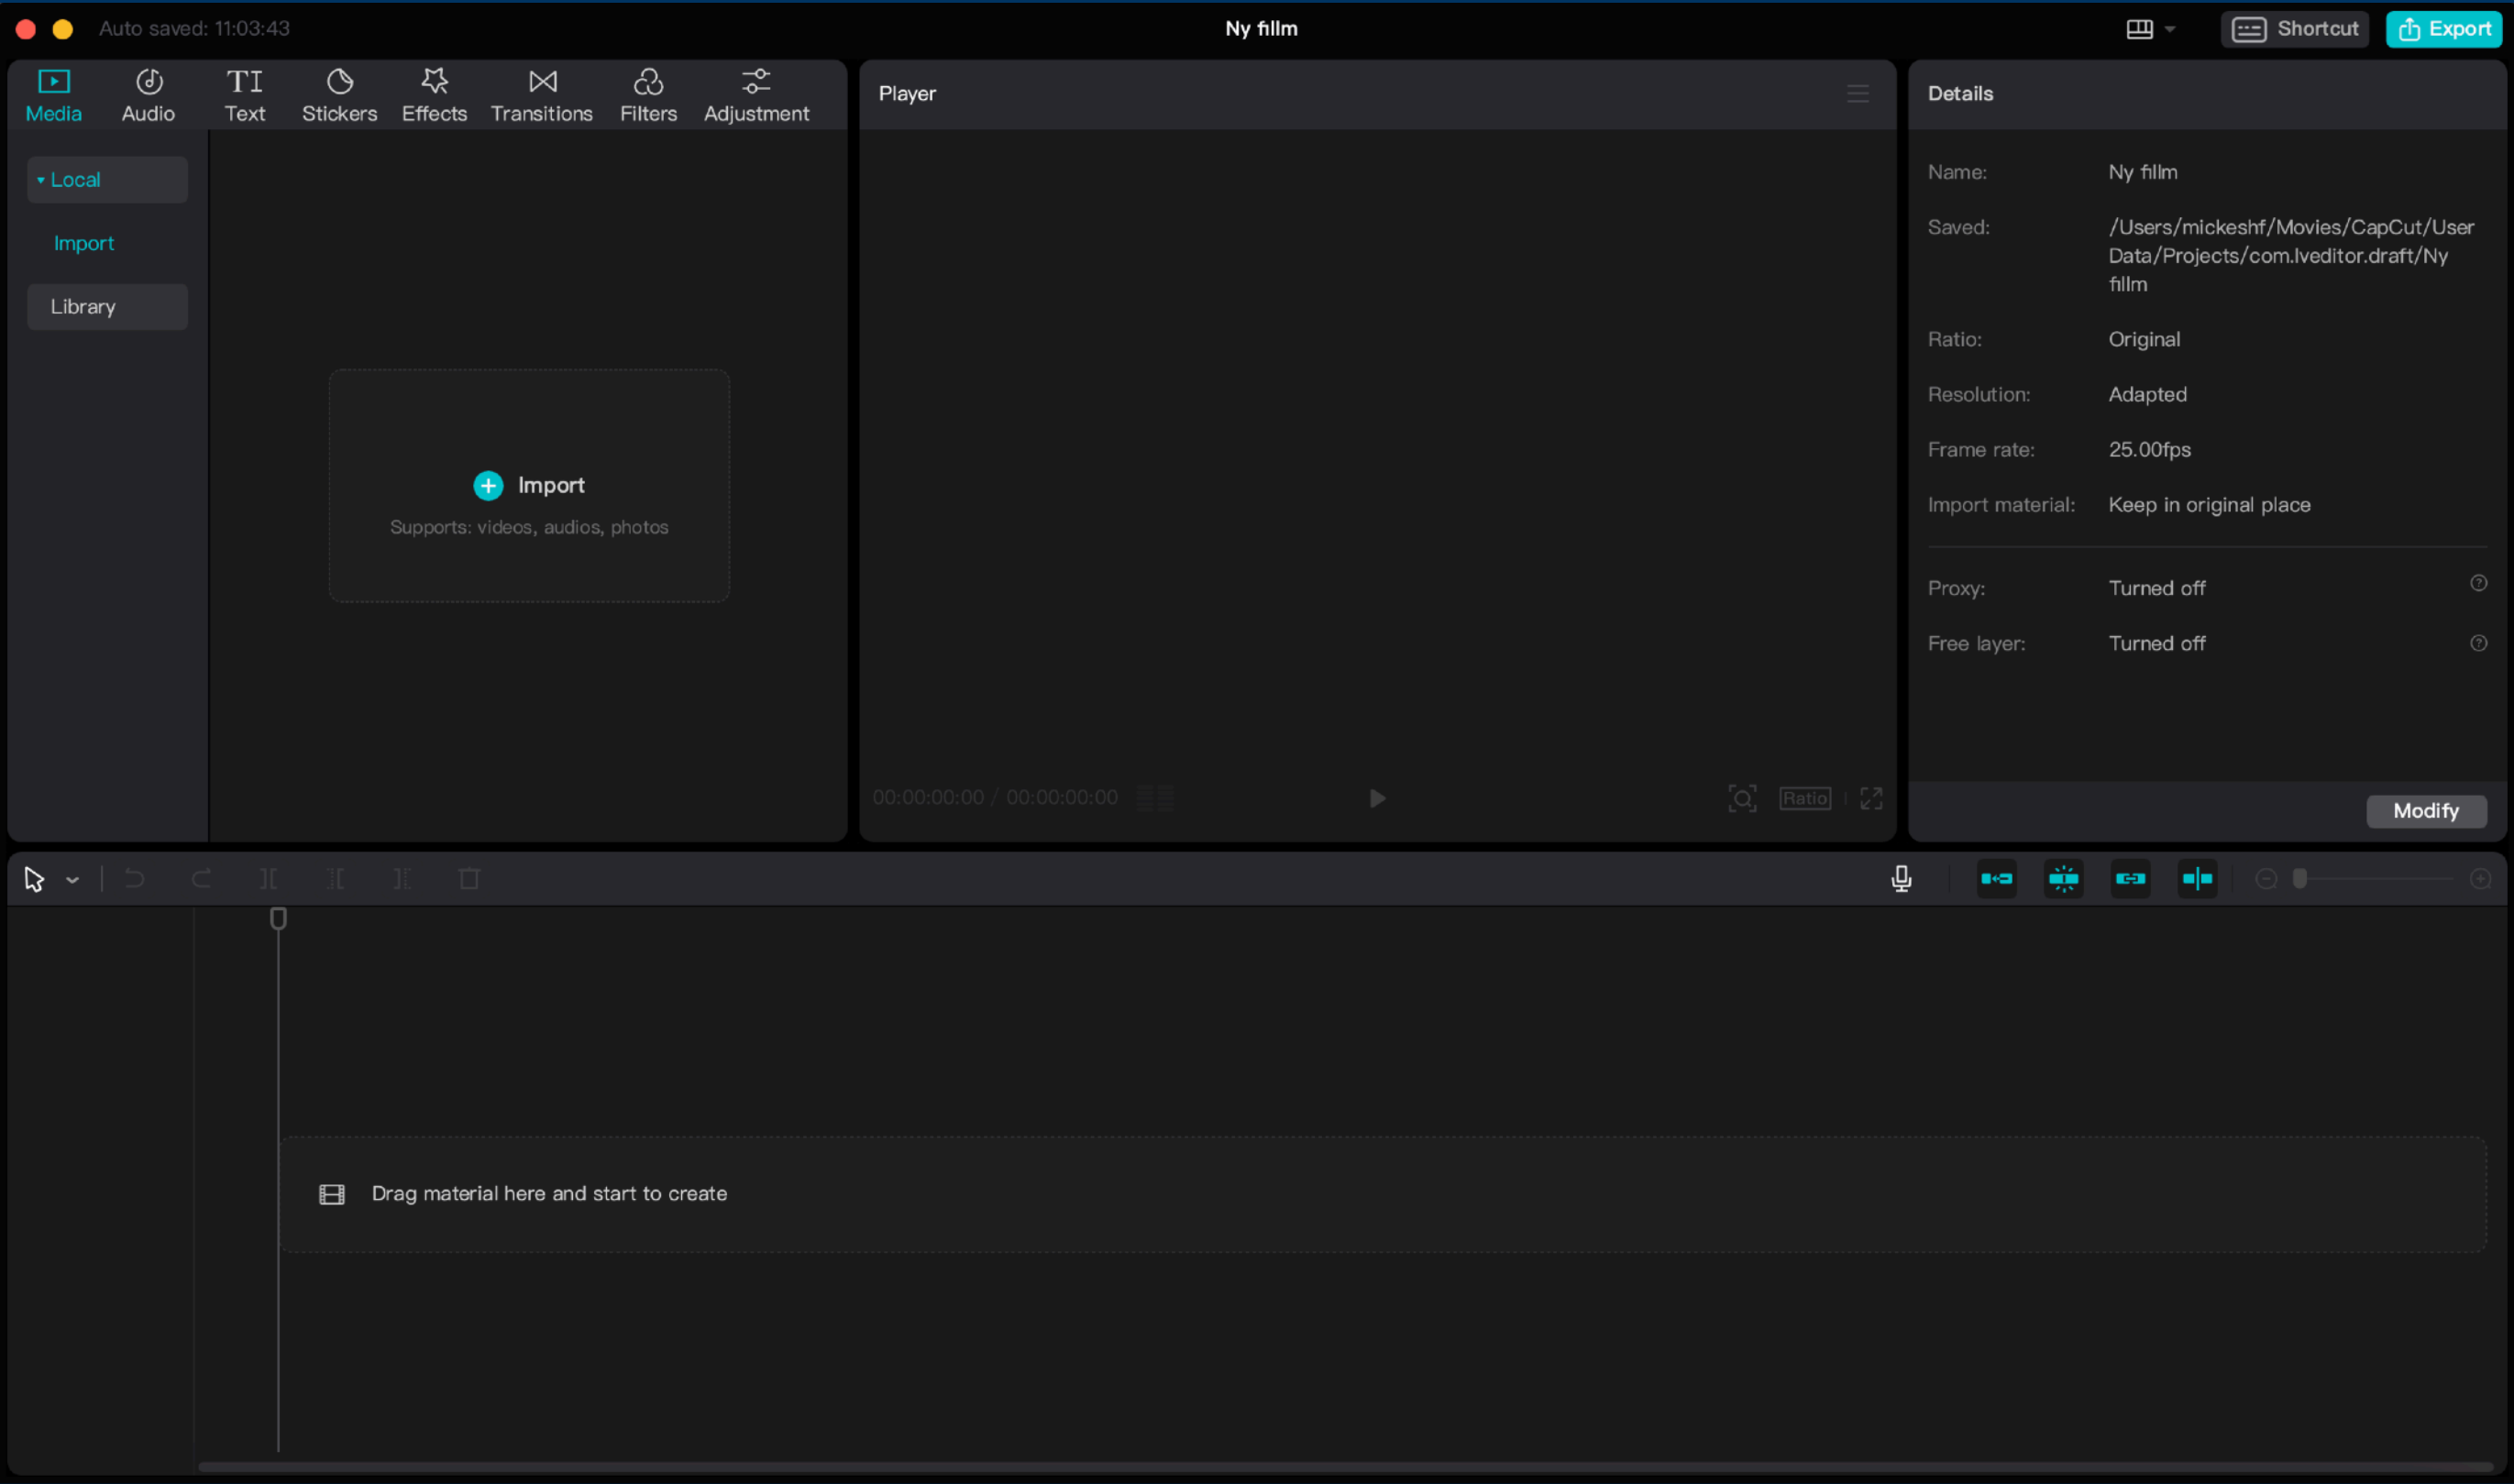 Auto saved: 11:03:43
Ny fillm
Shortcut
Export
Media
Audio
TI
Text
Stickers
Effects
Transitions
Filters
Adjustment
Local
Import
Library
Import
Supports: videos, audios, photos
Player
00:00:00:00 / 00:00:00:00
Ratio
Details
Name: Ny fillm
Saved: /Users/mickeshf/Movies/CapCut/User
Data/Projects/com.lveditor.draft/Ny
fillm
Ratio: Original
Resolution: Adapted
Frame rate: 25.00fps
Import material: Keep in original place
Proxy: Turned off
Free layer: Turned off
Modify
Drag material here and start to create